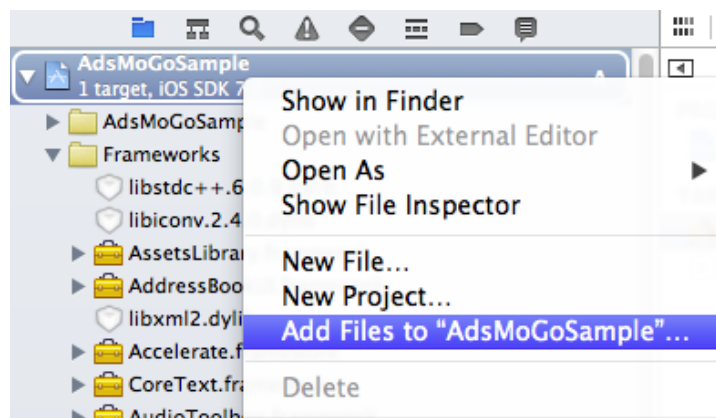 AdsMoGoSample
1 target, iOS SDK 7
Show in Finder
AdsMoGoSamp
Open with External Editor
Frameworks
Open As
libstdc++.6
Show File Inspector
libiconv.2.4
AssetsLibra
New File...
AddressBoo
New Project...
libxml2.dyli
Add Files to “AdsMoGoSample”...
Accelerate.f
CoreText.fra
Delete
AudioToolb